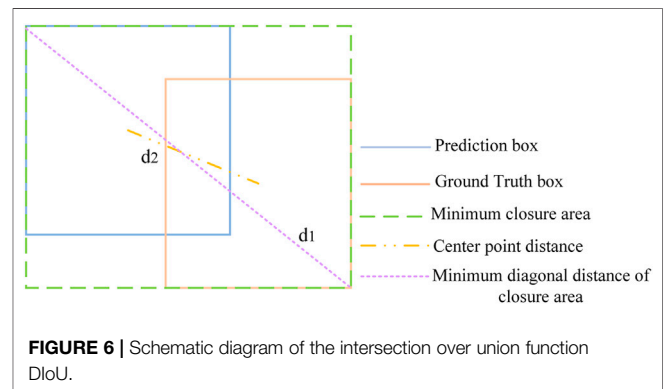 d2
d1
Prediction box
Ground Truth box
Minimum closure area
Center point distance
Minimum diagonal distance of
closure area
FIGURE 6 | Schematic diagram of the intersection over union function
DIoU.